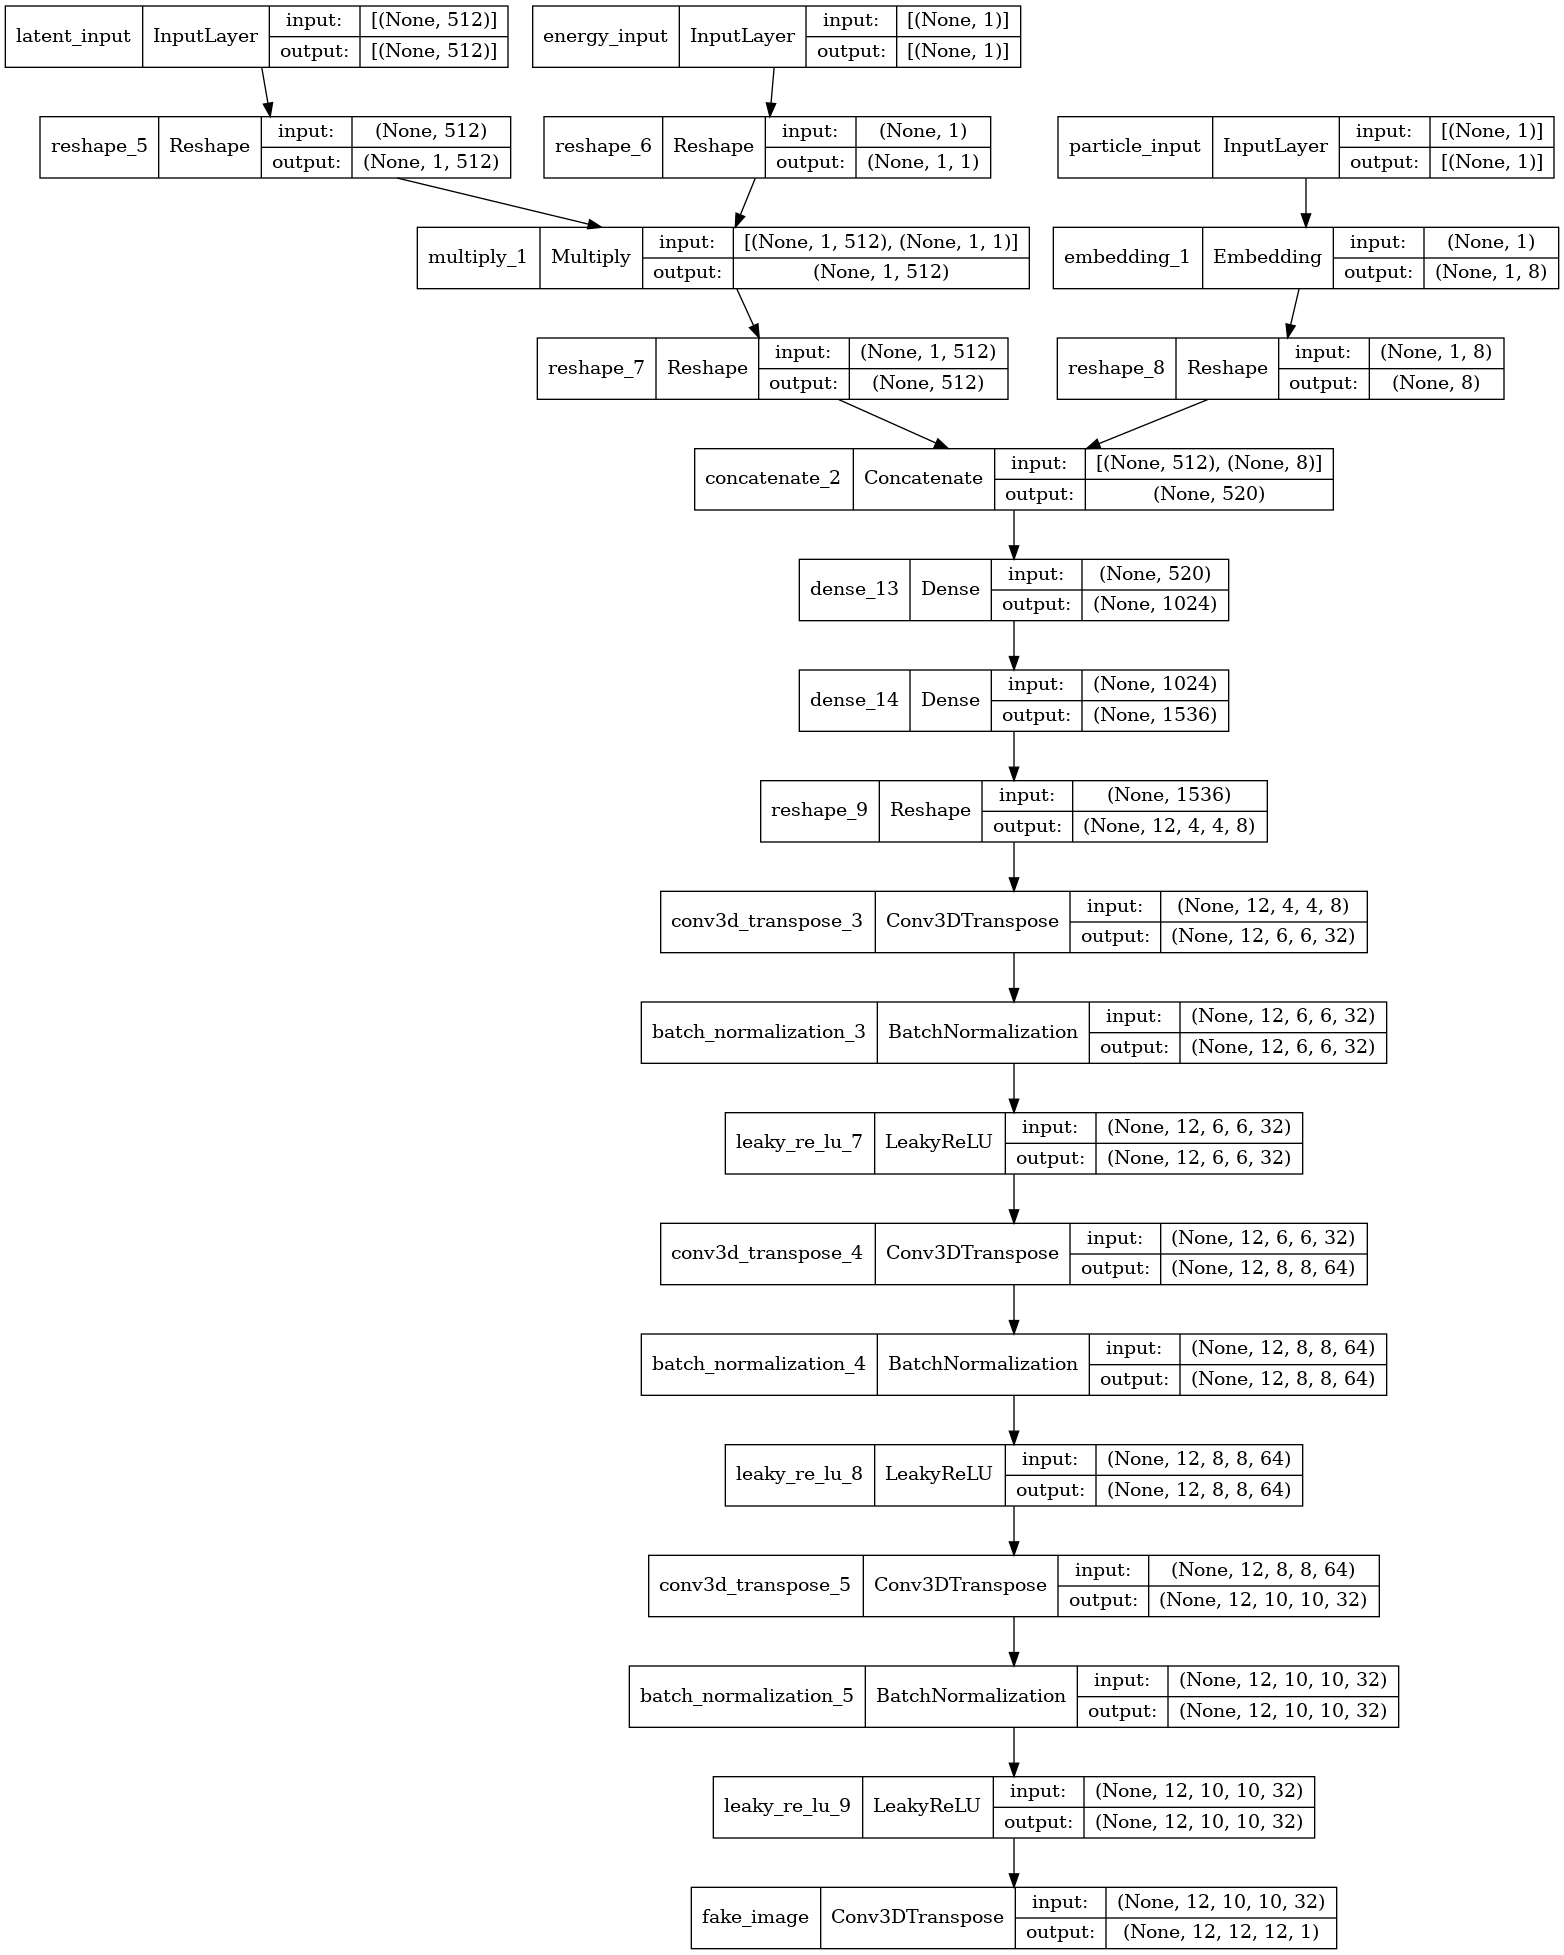 latent_input InputLayer input: [(None, 512)]
output: [(None, 512)]
energy_input InputLayer input: [(None, 1)]
output: [(None, 1)]
reshape_5 Reshape input: (None, 512)
output: (None, 1, 512)
reshape_6 Reshape input: (None, 1)
output: (None, 1, 1)
particle_input InputLayer input: [(None, 1)]
output: [(None, 1)]
multiply_1 Multiply input: [(None, 1, 512), (None, 1, 1)]
output: (None, 1, 512)
embedding_1 Embedding input: (None, 1)
output: (None, 1, 8)
reshape_7 Reshape input: (None, 1, 512)
output: (None, 512)
reshape_8 Reshape input: (None, 1, 8)
output: (None, 8)
concatenate_2 Concatenate input: [(None, 512), (None, 8)]
output: (None, 520)
dense_13 Dense input: (None, 520)
output: (None, 1024)
dense_14 Dense input: (None, 1024)
output: (None, 1536)
reshape_9 Reshape input: (None, 1536)
output: (None, 12, 4, 4, 8)
conv3d_transpose_3 Conv3DTranspose input: (None, 12, 4, 4, 8)
output: (None, 12, 6, 6, 32)
batch_normalization_3 BatchNormalization input: (None, 12, 6, 6, 32)
output: (None, 12, 6, 6, 32)
leaky_re_lu_7 LeakyReLU input: (None, 12, 6, 6, 32)
output: (None, 12, 6, 6, 32)
conv3d_transpose_4 Conv3DTranspose input: (None, 12, 6, 6, 32)
output: (None, 12, 8, 8, 64)
batch_normalization_4 BatchNormalization input: (None, 12, 8, 8, 64)
output: (None, 12, 8, 8, 64)
leaky_re_lu_8 LeakyReLU input: (None, 12, 8, 8, 64)
output: (None, 12, 8, 8, 64)
conv3d_transpose_5 Conv3DTranspose input: (None, 12, 8, 8, 64)
output: (None, 12, 10, 10, 32)
batch_normalization_5 BatchNormalization input: (None, 12, 10, 10, 32)
output: (None, 12, 10, 10, 32)
leaky_re_lu_9 LeakyReLU input: (None, 12, 10, 10, 32)
output: (None, 12, 10, 10, 32)
fake_image Conv3DTranspose input: (None, 12, 10, 10, 32)
output: (None, 12, 12, 12, 1)